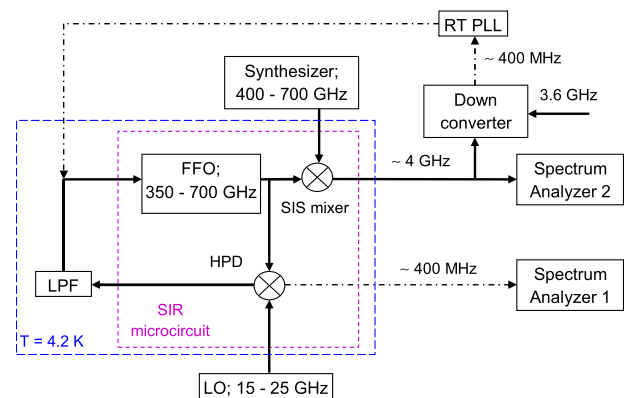 RT PLL
~ 400 MHz
Synthesizer;
400 - 700 GHz
Down
converter
3.6 GHz
FFO;
350 - 700 GHz
~ 4 GHz
Spectrum
Analyzer 2
SIS mixer
HPD
~ 400 MHz
LPF
Spectrum
Analyzer 1
SIR
microcircuit
T = 4.2 K
LO; 15 - 25 GHz